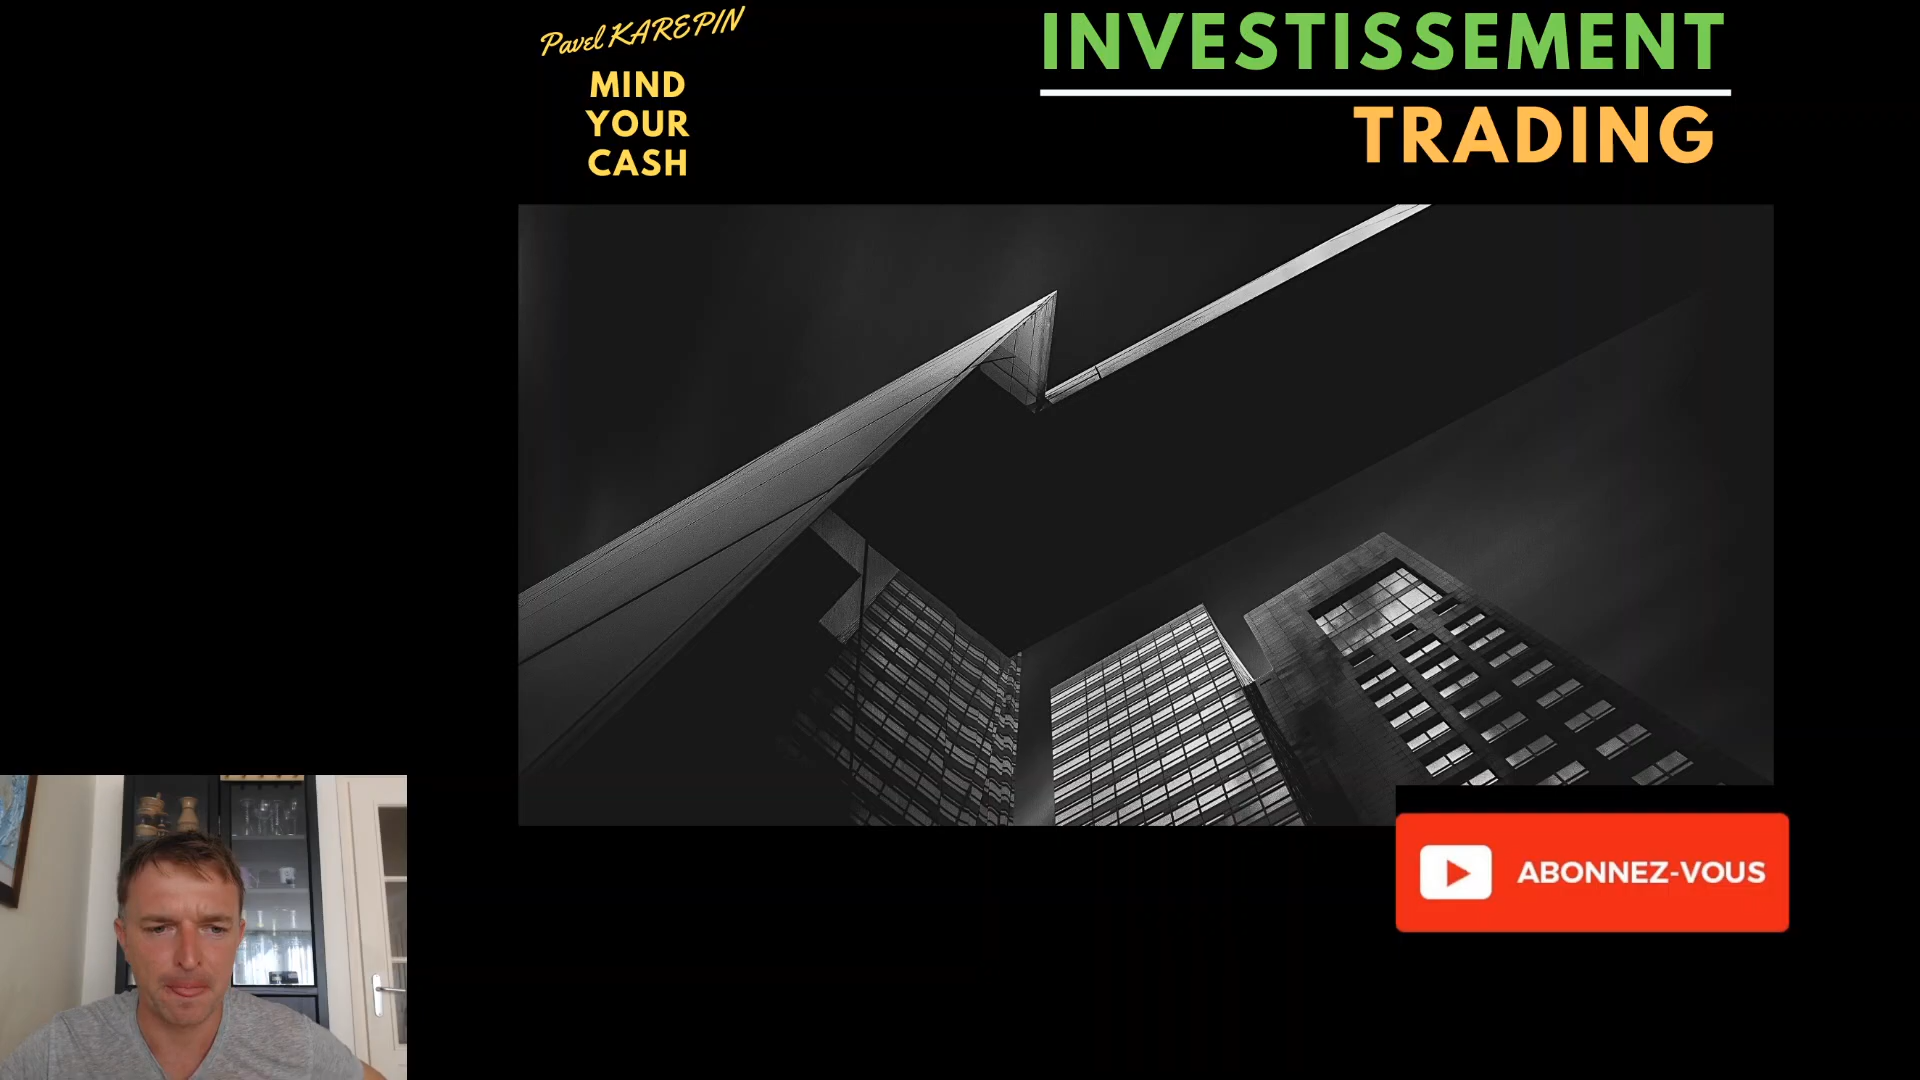 Pavel KAREPIN
MIND
YOUR
CASH
INVESTISSEMENT
TRADING
ABONNEZ-VOUS